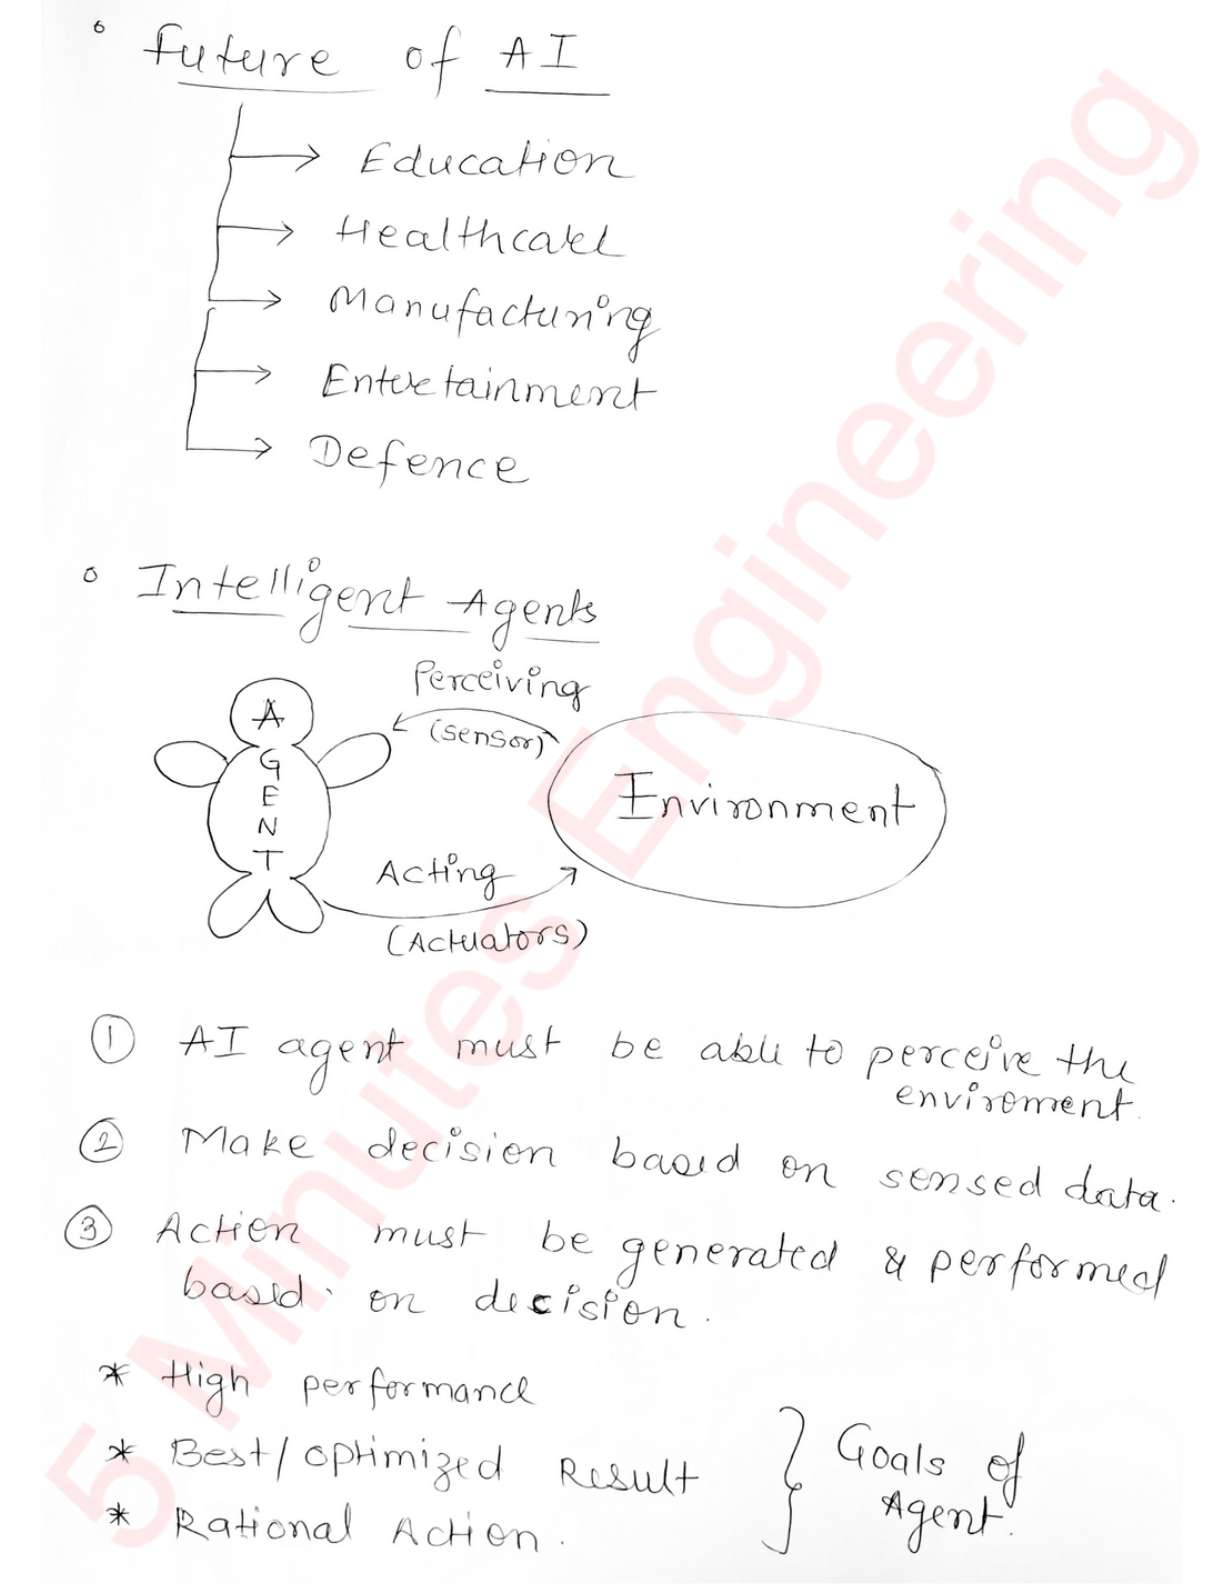 Future of AI
Education
Healthcare
Manufacturing
Entertainment
Defence
Intelligent Agents
Perceiving
(sensor)
AGENT
Environment
Acting
(Actuators)
① AI agent must be able to perceive the
enviroment.
② Make decision based on sensed data.
③ Action must be generated & performed
based on decision.
* High performance
* Best/optimized Result
* Rational Action.
} Goals of
Agent.
5 Minutes Engineering